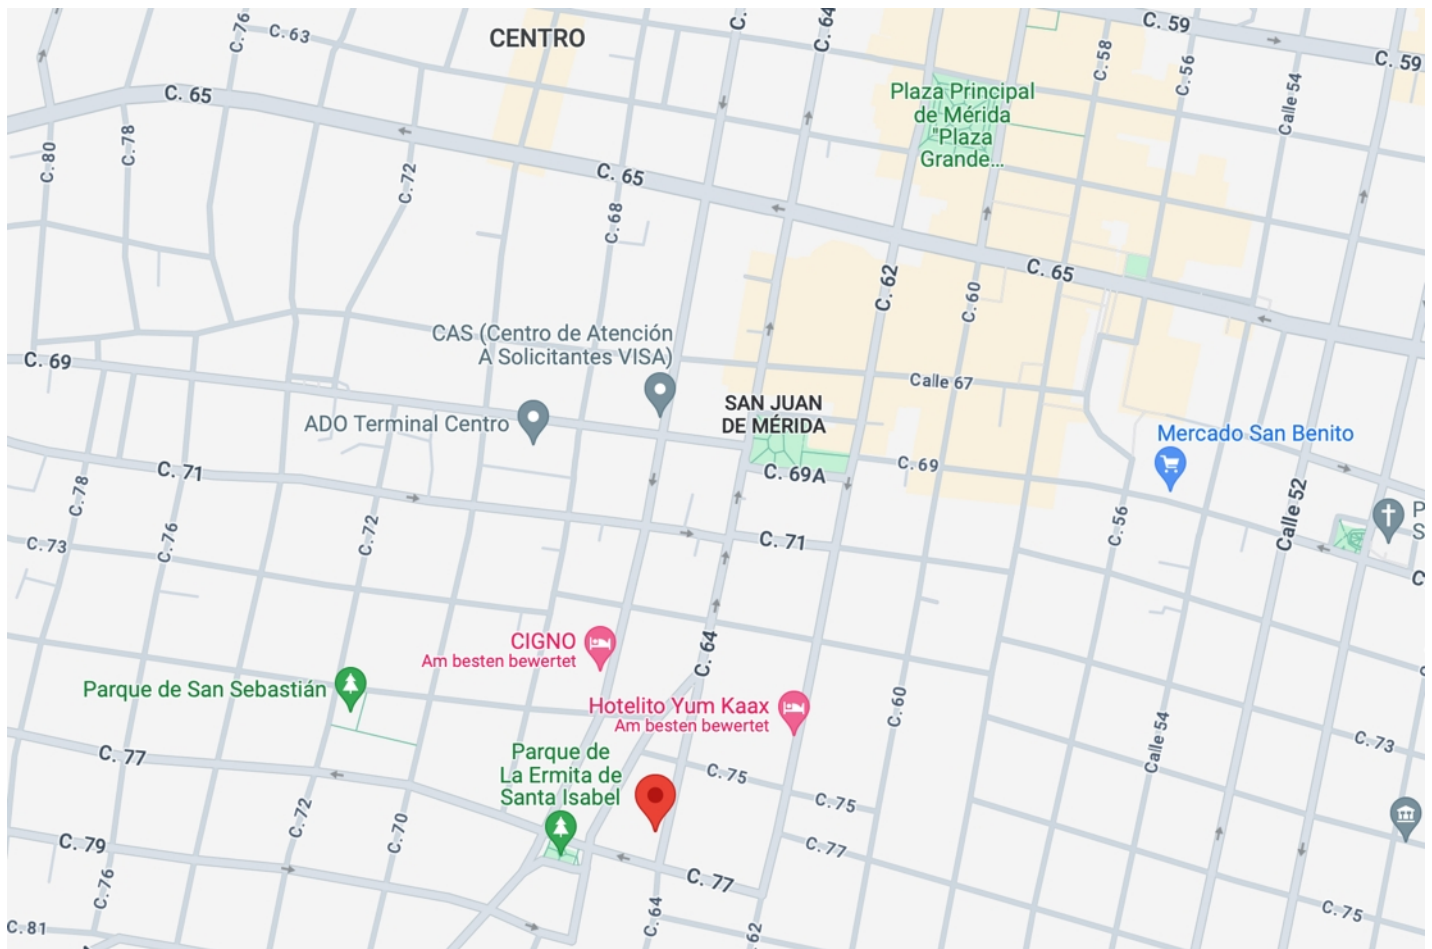 C. 76
C. 63
CENTRO
C.
C. 64
C. 59
C. 59
C. 58
C. 56
Calle 54
C. 65
Plaza Principal
de Mérida
"Plaza
Grande...
C. 80
C. 78
C. 72
C. 65
C. 68
C. 65
C. 62
C. 60
CAS (Centro de Atención
A Solicitantes VISA)
C. 69
Calle 67
SAN JUAN
DE MÉRIDA
ADO Terminal Centro
Mercado San Benito
C. 69A
C. 69
C. 71
C. 78
C. 72
C. 76
C. 73
C. 71
C. 56
Calle 52
P
S
C
CIGNO
Am besten bewertet
C. 64
Parque de San Sebastián
Hotelito Yum Kaax
Am besten bewertet
C. 60
Calle 54
C. 73
C. 77
Parque de
La Ermita de
Santa Isabel
C. 75
C. 75
C. 72
C. 70
C. 79
C. 77
C. 77
C. 76
C. 64
C. 75
C. 81
62